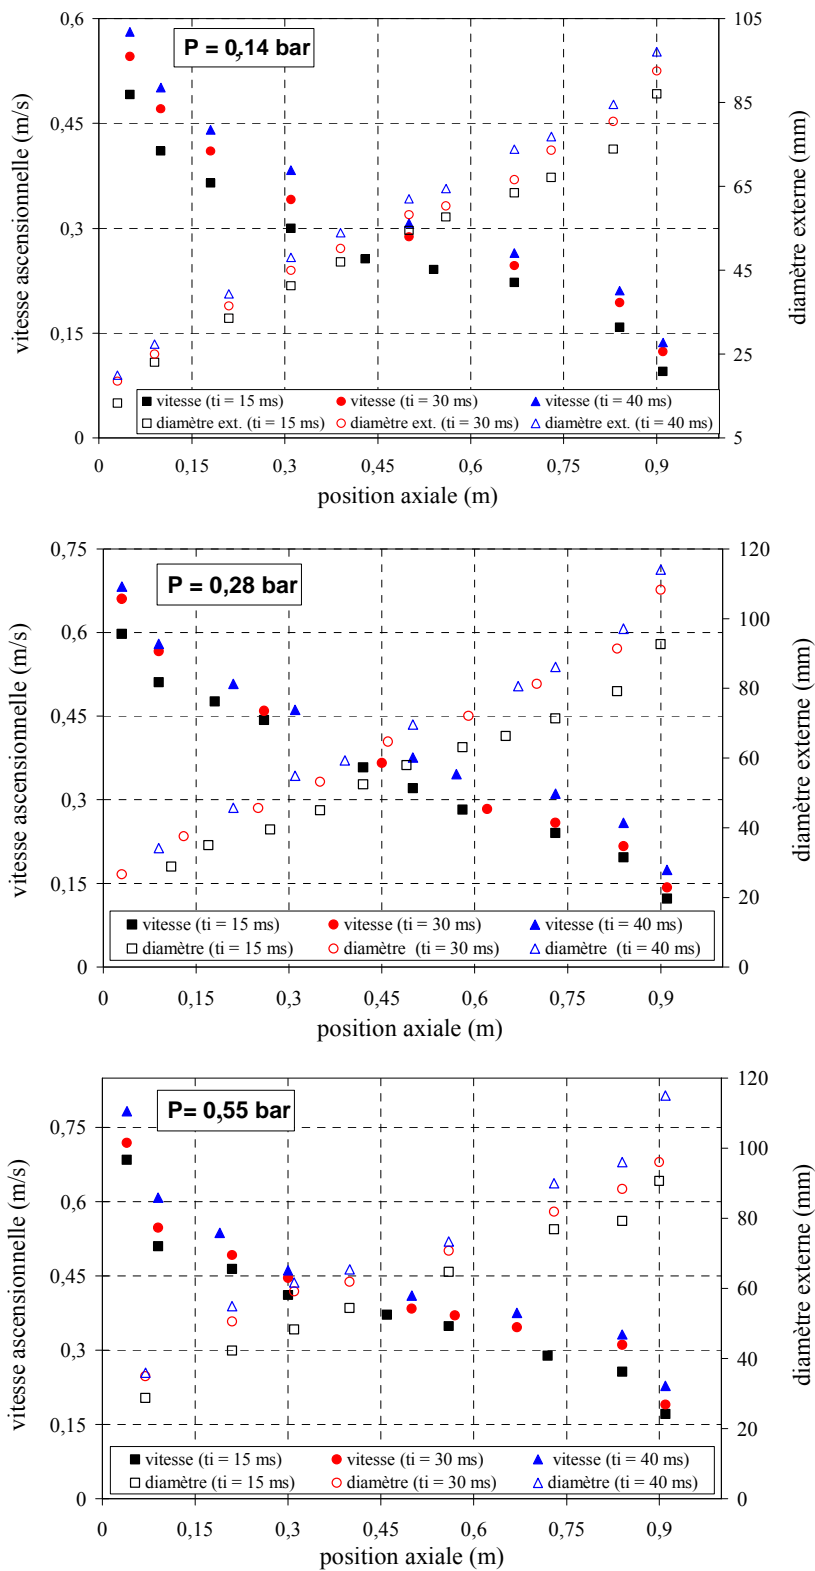 P = 0,14 bar
vitesse ascensionnelle (m/s)
0,6
0,45
0,3
0,15
0
105
85
65
45
25
5
diamètre externe (mm)
vitesse (ti = 15 ms) vitesse (ti = 30 ms) vitesse (ti = 40 ms)
diamètre ext. (ti = 15 ms) diamètre ext. (ti = 30 ms) diamètre ext. (ti = 40 ms)
0 0,15 0,3 0,45 0,6 0,75 0,9
position axiale (m)
P = 0,28 bar
vitesse ascensionnelle (m/s)
0,75
0,6
0,45
0,3
0,15
0
120
100
80
60
40
20
0
diamètre externe (mm)
vitesse (ti = 15 ms) vitesse (ti = 30 ms) vitesse (ti = 40 ms)
diamètre (ti = 15 ms) diamètre (ti = 30 ms) diamètre (ti = 40 ms)
0 0,15 0,3 0,45 0,6 0,75 0,9
position axiale (m)
P= 0,55 bar
vitesse ascensionnelle (m/s)
0,75
0,6
0,45
0,3
0,15
0
120
100
80
60
40
20
0
diamètre externe (mm)
vitesse (ti = 15 ms) vitesse (ti = 30 ms) vitesse (ti = 40 ms)
diamètre (ti = 15 ms) diamètre (ti = 30 ms) diamètre (ti = 40 ms)
0 0,15 0,3 0,45 0,6 0,75 0,9
position axiale (m)